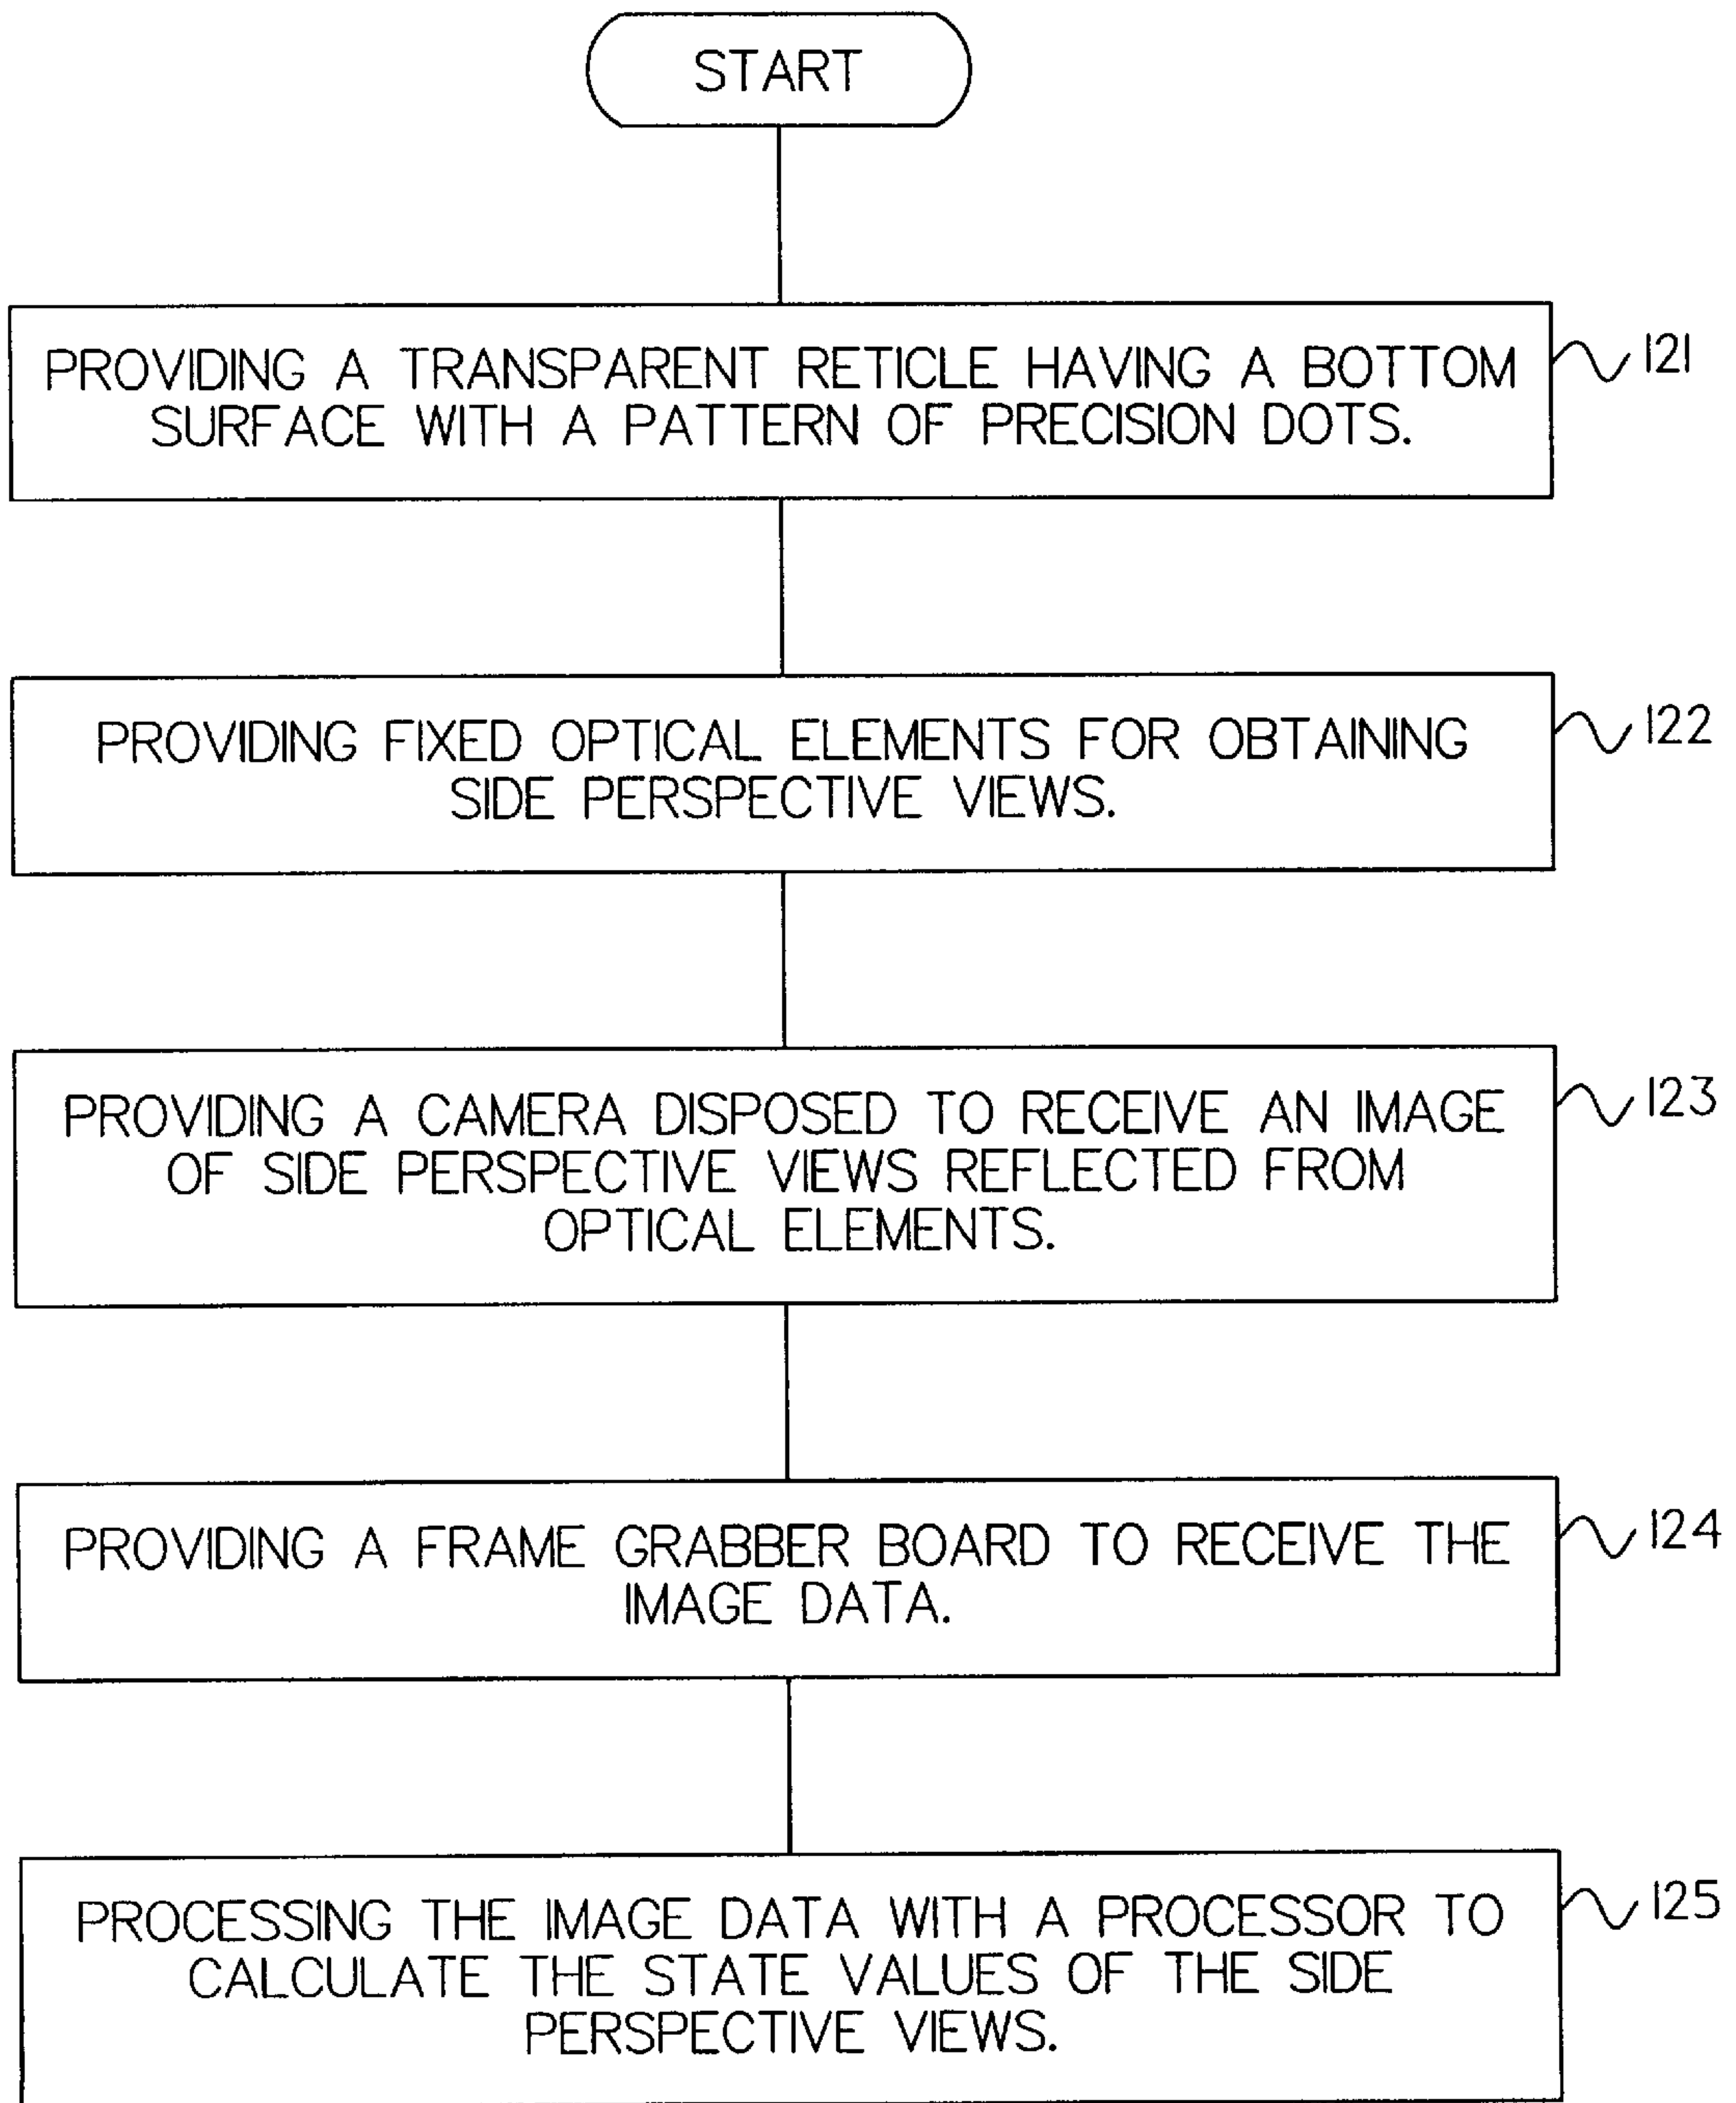 START
PROVIDING A TRANSPARENT RETICLE HAVING A BOTTOM
SURFACE WITH A PATTERN OF PRECISION DOTS.
121
PROVIDING FIXED OPTICAL ELEMENTS FOR OBTAINING
SIDE PERSPECTIVE VIEWS.
122
PROVIDING A CAMERA DISPOSED TO RECEIVE AN IMAGE
OF SIDE PERSPECTIVE VIEWS REFLECTED FROM
OPTICAL ELEMENTS.
123
PROVIDING A FRAME GRABBER BOARD TO RECEIVE THE
IMAGE DATA.
124
PROCESSING THE IMAGE DATA WITH A PROCESSOR TO
CALCULATE THE STATE VALUES OF THE SIDE
PERSPECTIVE VIEWS.
125